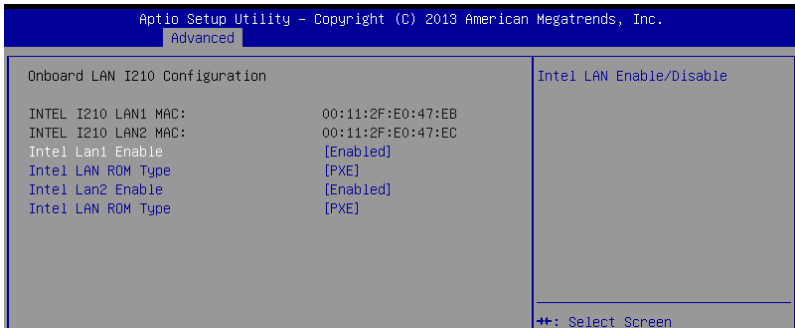 Aptio Setup Utility – Copyright (C) 2013 American Megatrends, Inc.
Advanced
Onboard LAN I210 Configuration
Intel LAN Enable/Disable
INTEL I210 LAN1 MAC: 00:11:2F:E0:47:EB
INTEL I210 LAN2 MAC: 00:11:2F:E0:47:EC
Intel Lan1 Enable [Enabled]
Intel LAN ROM Type [PXE]
Intel Lan2 Enable [Enabled]
Intel LAN ROM Type [PXE]
→←: Select Screen